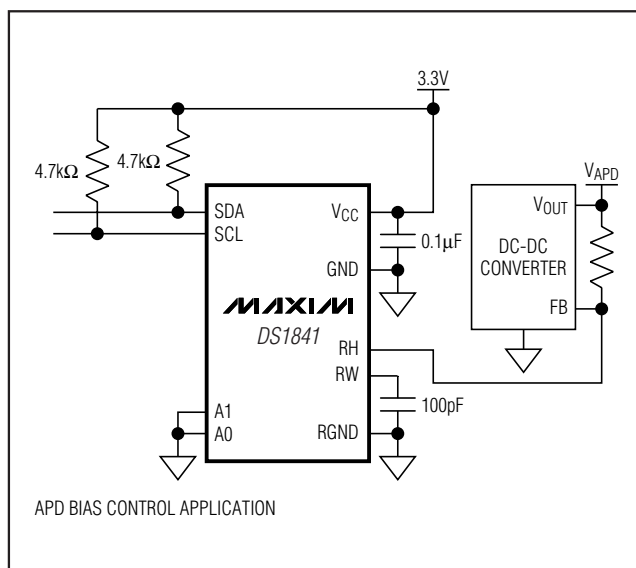 3.3V
4.7kΩ
4.7kΩ
VAPD
SDA
SCL
VCC
0.1µF
GND
VOUT
DC-DC
CONVERTER
FB
MAXIM
DS1841
RH
RW
100pF
A1
A0
RGND
APD BIAS CONTROL APPLICATION